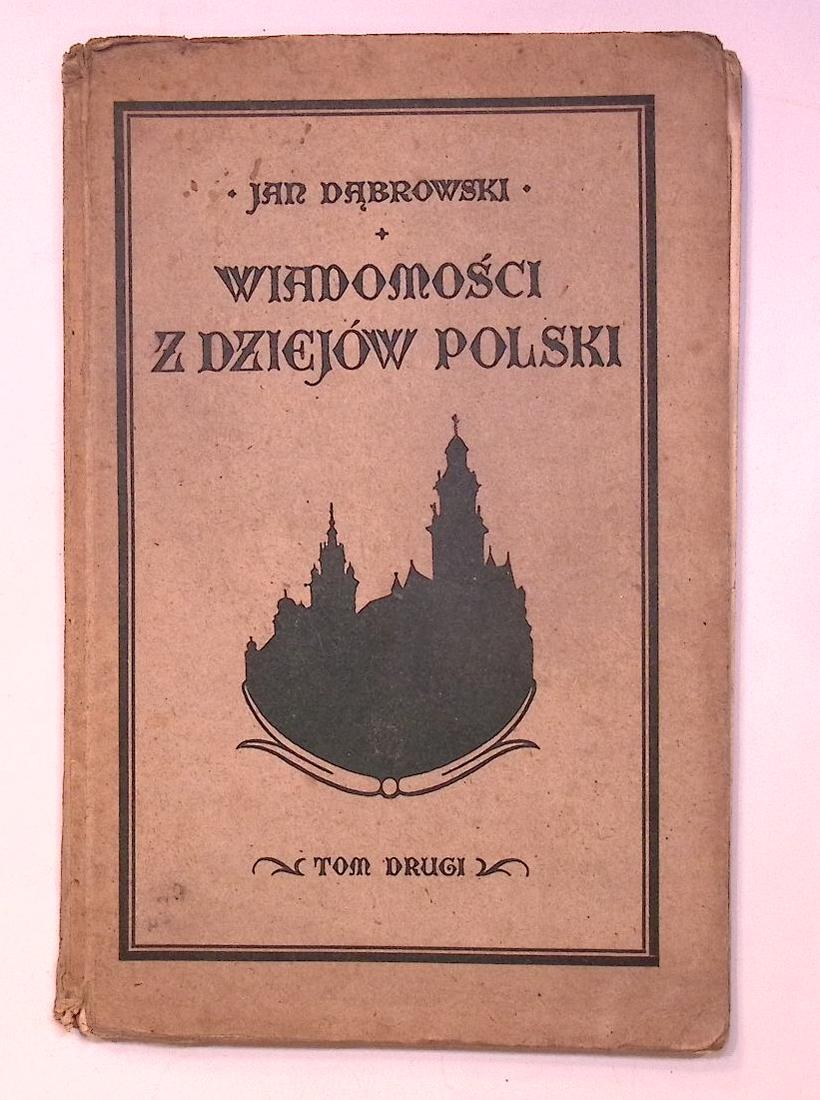 · JAN DĄBROWSKI ·
WIADOMOŚCI
Z DZIEJÓW POLSKI
TOM DRUGI